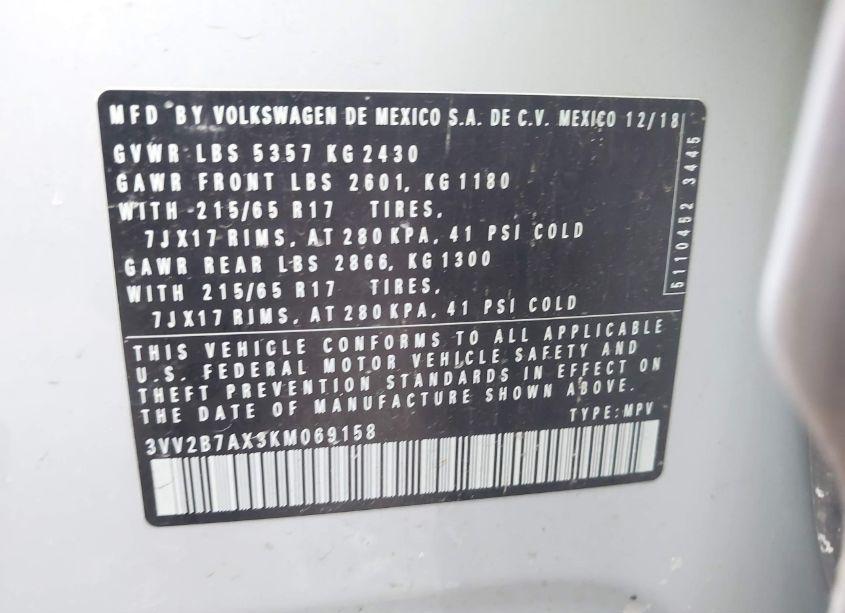 MFD BY VOLKSWAGEN DE MEXICO S.A. DE C.V. MEXICO 12/18
GVWR LBS 5357 KG 2430
GAWR FRONT LBS 2601, KG 1180
WITH 215/65 R17 TIRES,
7JX17 RIMS, AT 280 KPA, 41 PSI COLD
GAWR REAR LBS 2866, KG 1300
WITH 215/65 R17 TIRES,
7JX17 RIMS, AT 280 KPA, 41 PSI COLD
5110452 3445
THIS VEHICLE CONFORMS TO ALL APPLICABLE
U.S. FEDERAL MOTOR VEHICLE SAFETY AND
THEFT PREVENTION STANDARDS IN EFFECT ON
THE DATE OF MANUFACTURE SHOWN ABOVE.
TYPE: MPV
3VV2B7AX3KM069158